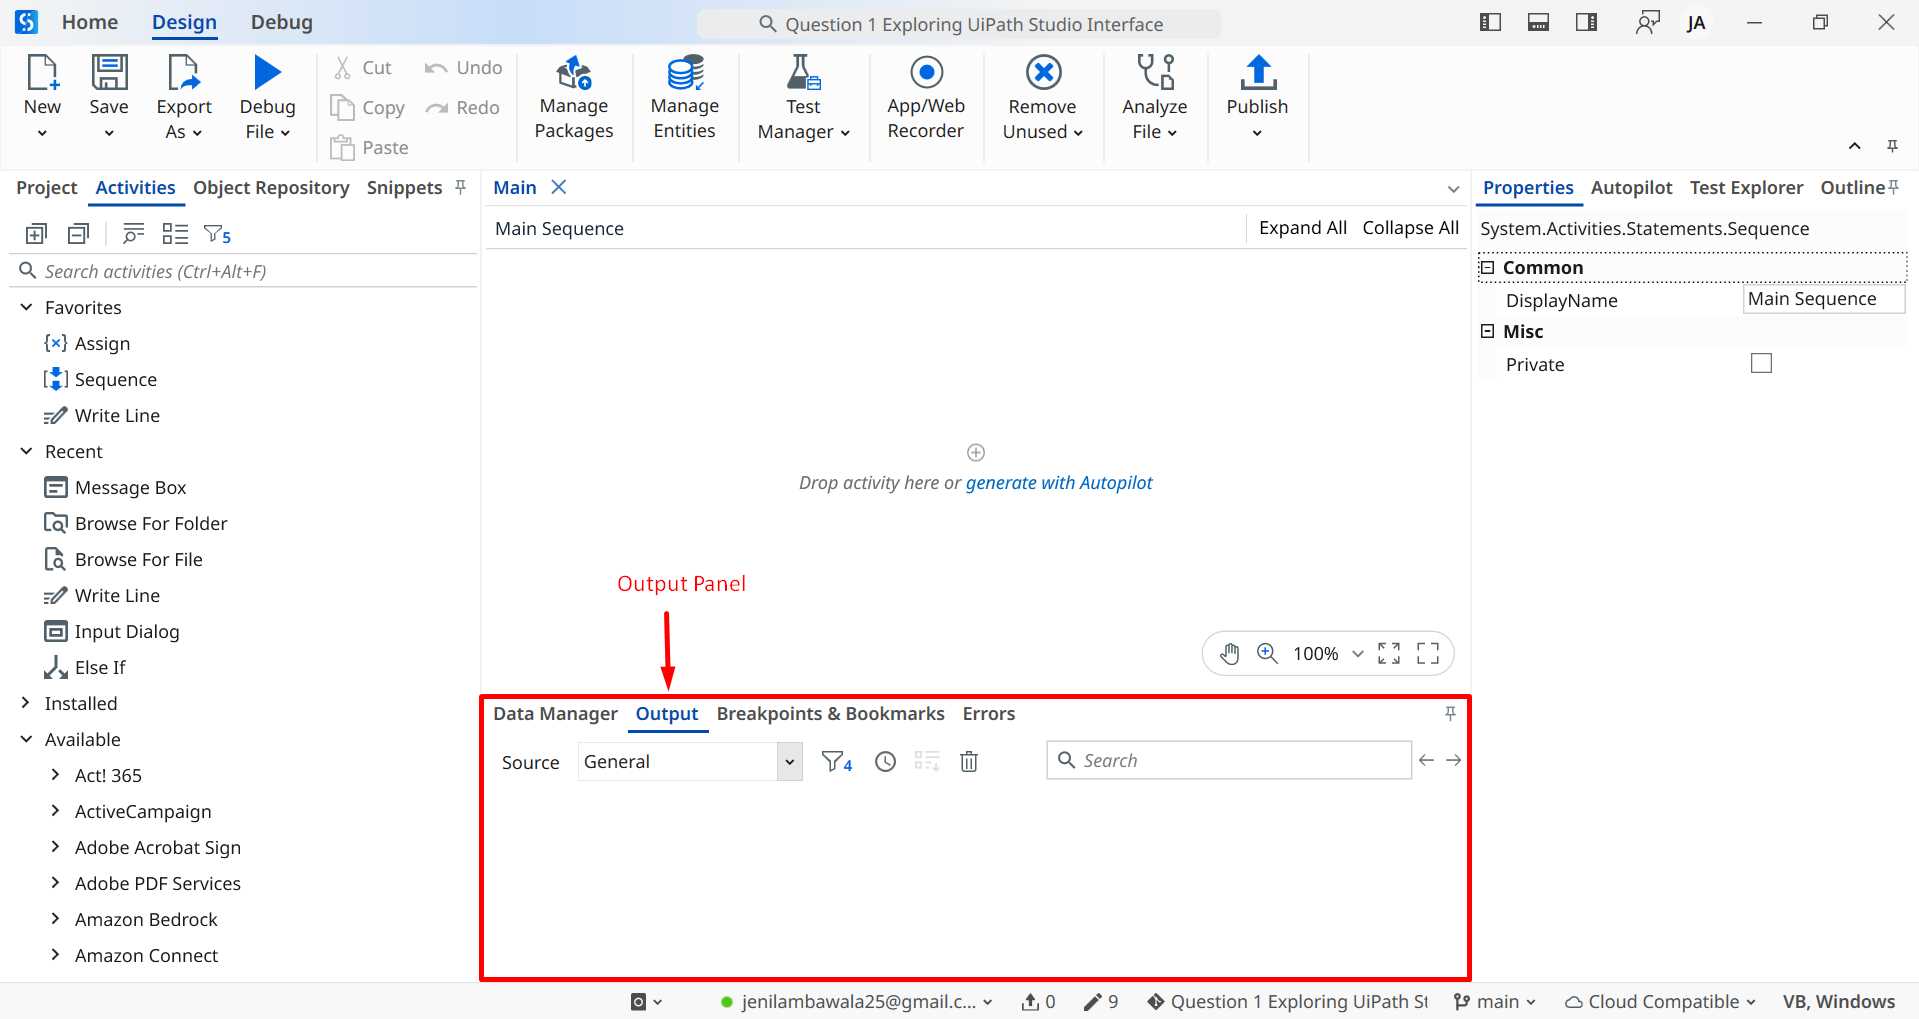 Home Design Debug
Question 1 Exploring UiPath Studio Interface
JA
New
Save
Export As
Debug File
Cut
Copy
Paste
Undo
Redo
Manage Packages
Manage Entities
Test Manager
App/Web Recorder
Remove Unused
Analyze File
Publish
Project Activities Object Repository Snippets
5
Search activities (Ctrl+Alt+F)
Favorites
Assign
Sequence
Write Line
Recent
Message Box
Browse For Folder
Browse For File
Write Line
Input Dialog
Else If
Installed
Available
Act! 365
ActiveCampaign
Adobe Acrobat Sign
Adobe PDF Services
Amazon Bedrock
Amazon Connect
Main
Main Sequence
Expand All Collapse All
Drop activity here or generate with Autopilot
Output Panel
100%
Data Manager Output Breakpoints & Bookmarks Errors
Source General 4 Search
Properties Autopilot Test Explorer Outline
System.Activities.Statements.Sequence
Common
DisplayName Main Sequence
Misc
Private
jenilambawala25@gmail.c... 0 9 Question 1 Exploring UiPath St main Cloud Compatible VB, Windows